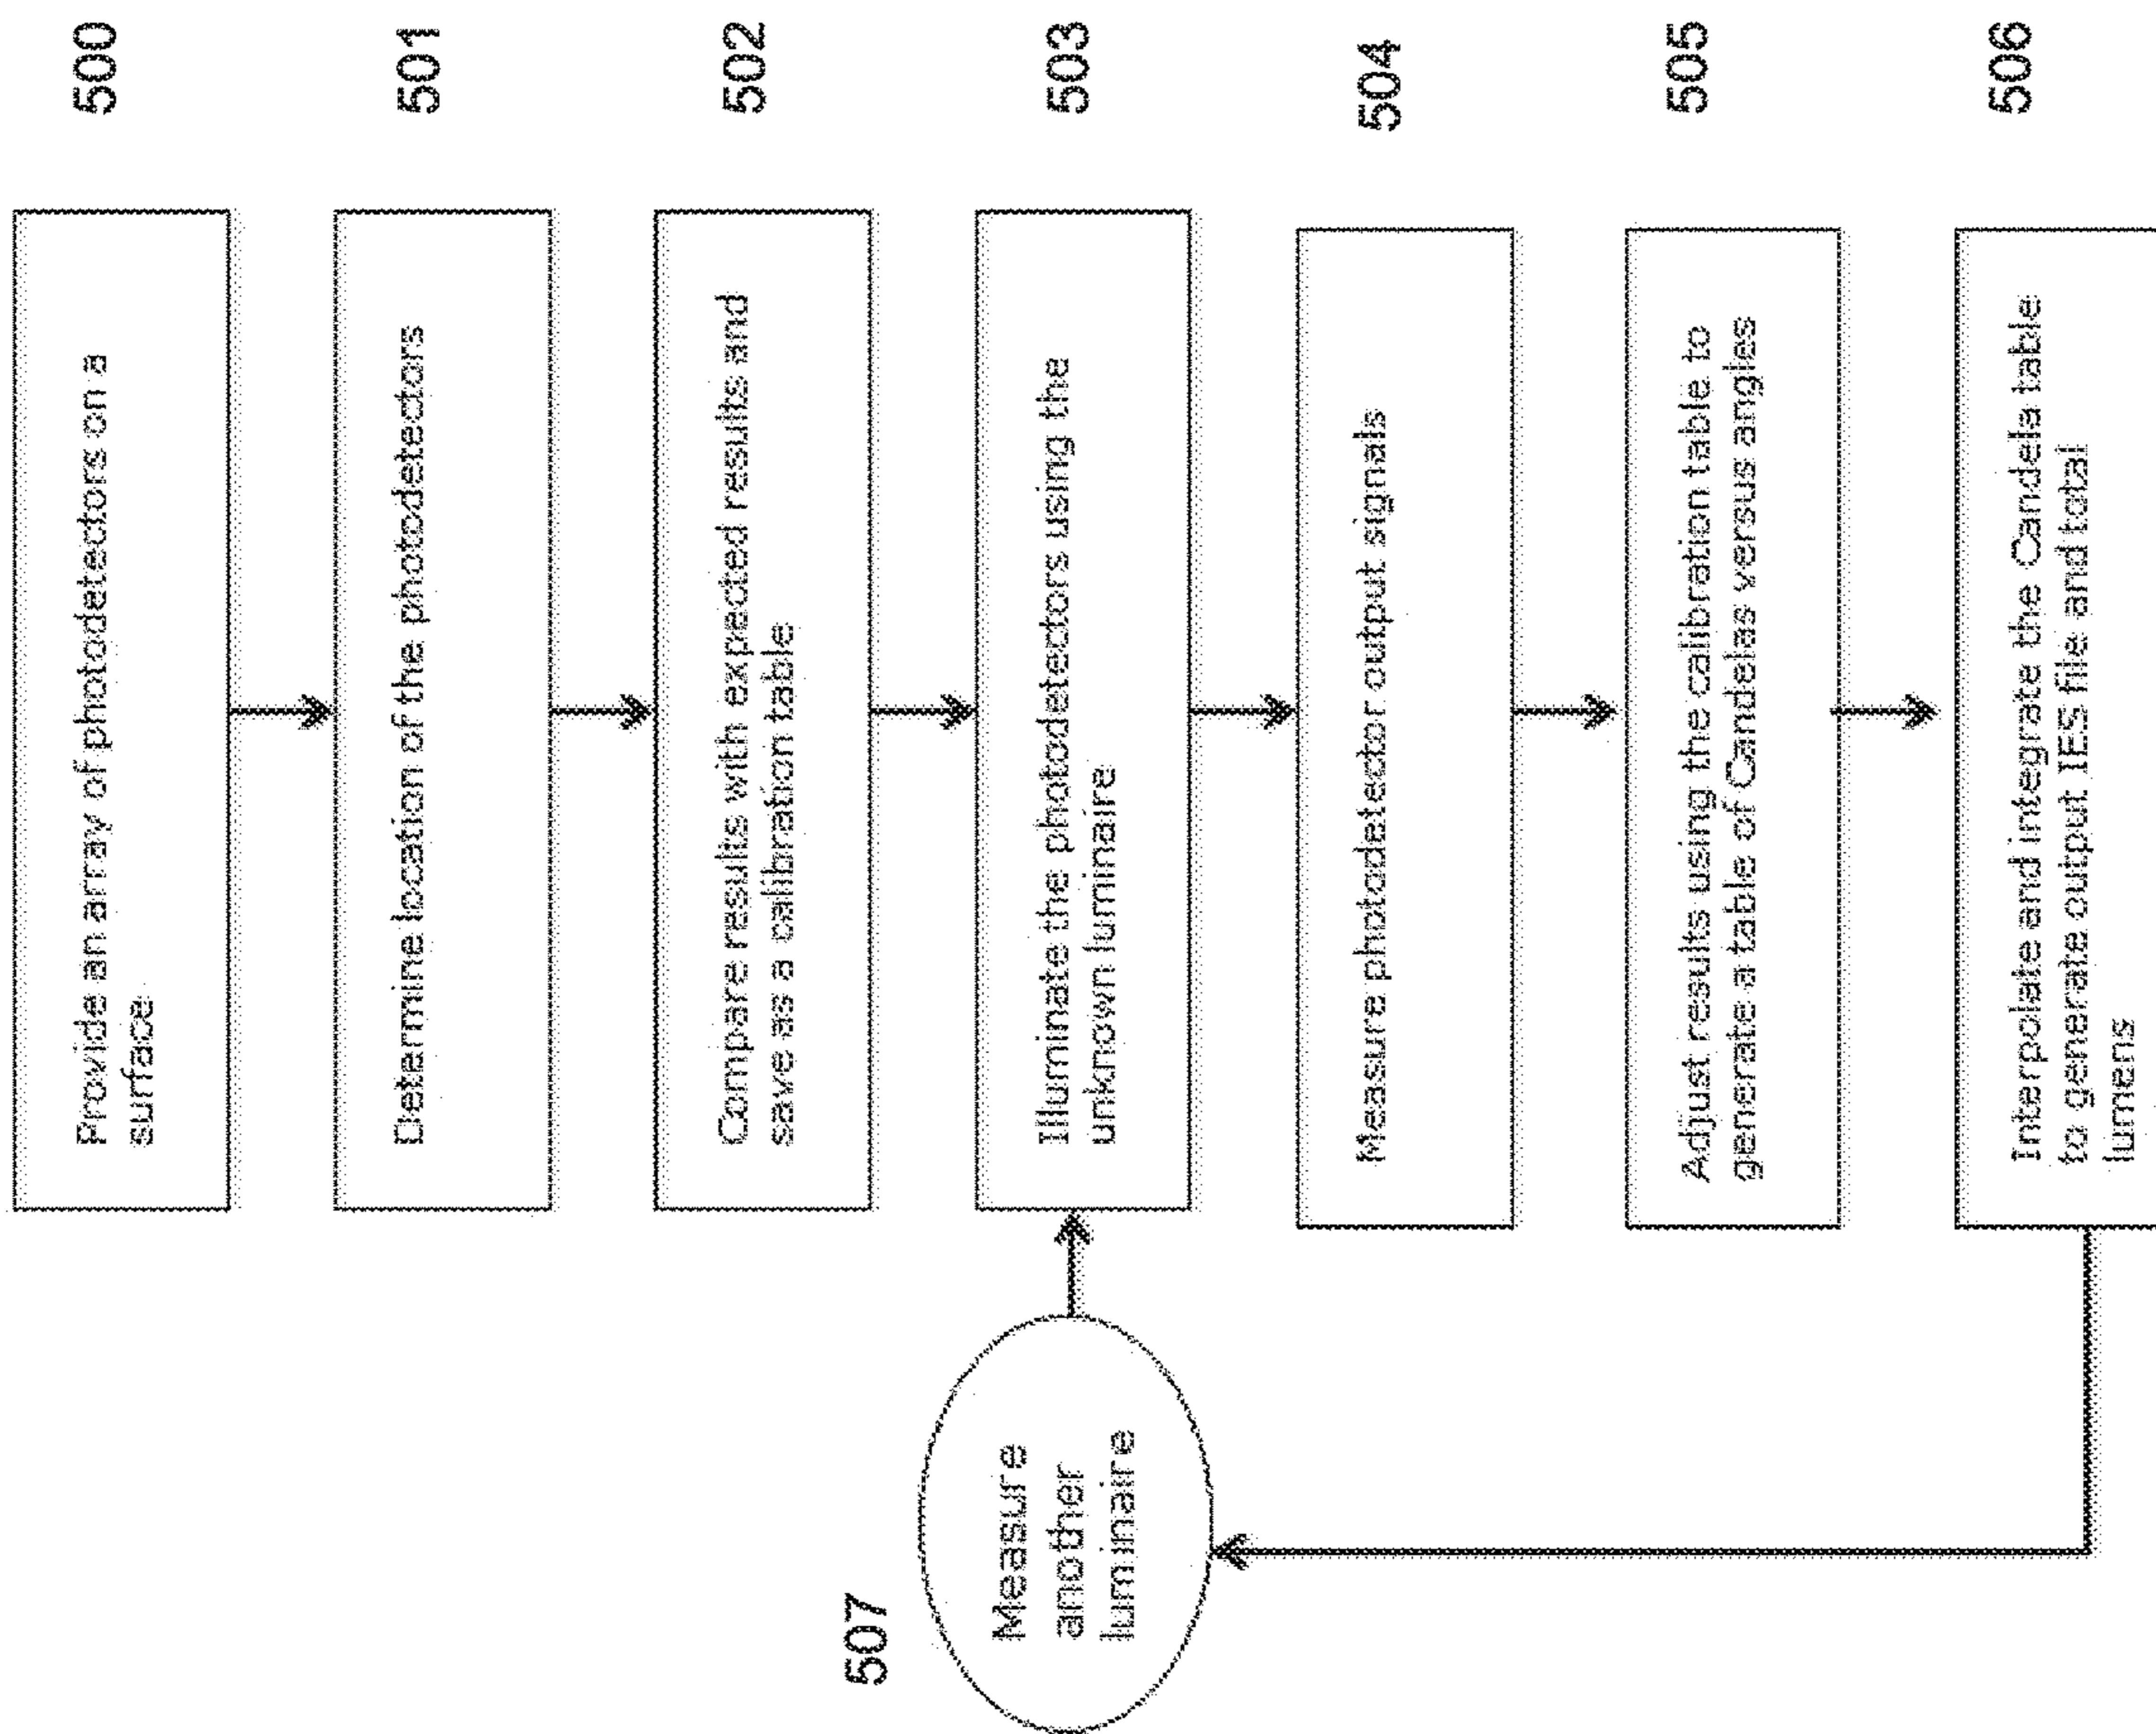 500
Provide an array of photodetectors on a
surface
501
Determine location of the photodetectors
502
Compare results with expected results and
save as a calibration table
503
Illuminate the photodetectors using the
unknown luminaire
504
Measure photodetector output signals
505
Adjust results using the calibration table to
generate a table of Candelas versus angles
506
Interpolate and integrate the Candela table
to generate output IES file and total
lumens
507
Measure
another
luminaire